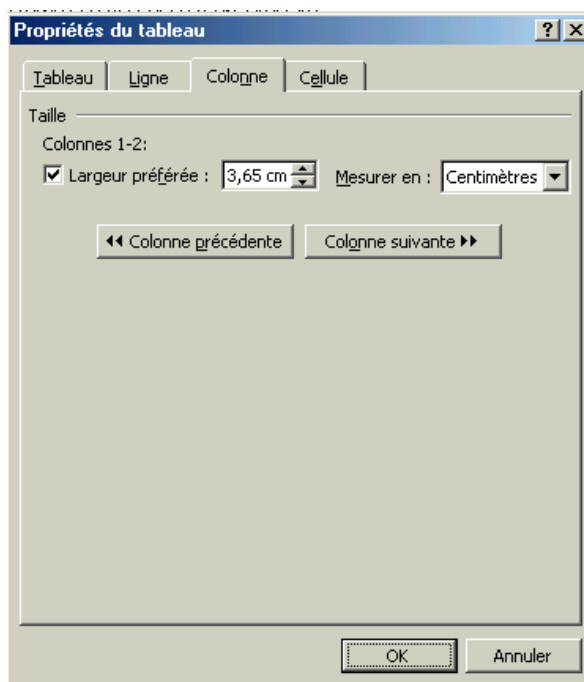 Propriétés du tableau
Tableau Ligne Colonne Cellule
Taille
Colonnes 1-2:
Largeur préférée : 3,65 cm Mesurer en : Centimètres
Colonne précédente Colonne suivante
OK Annuler